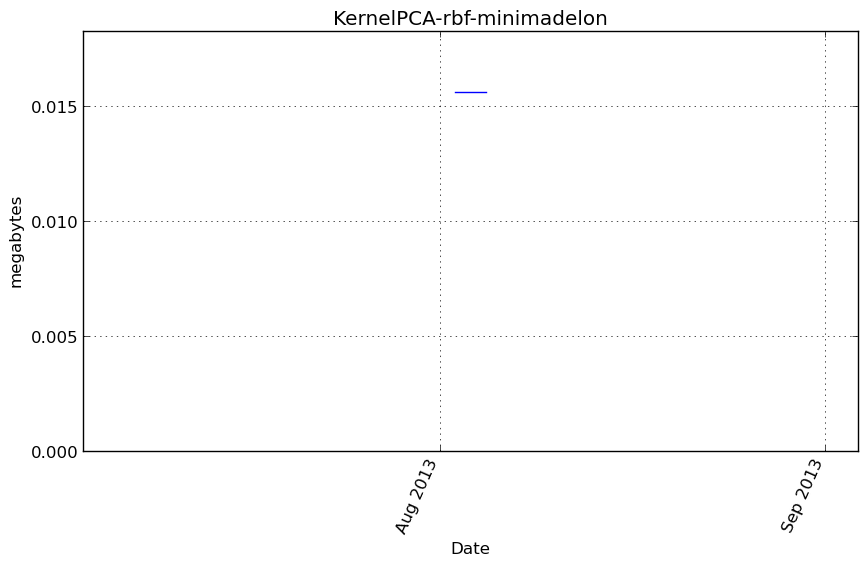 KernelPCA-rbf-minimadelon
0.015
0.010
0.005
0.000
megabytes
Aug 2013
Sep 2013
Date